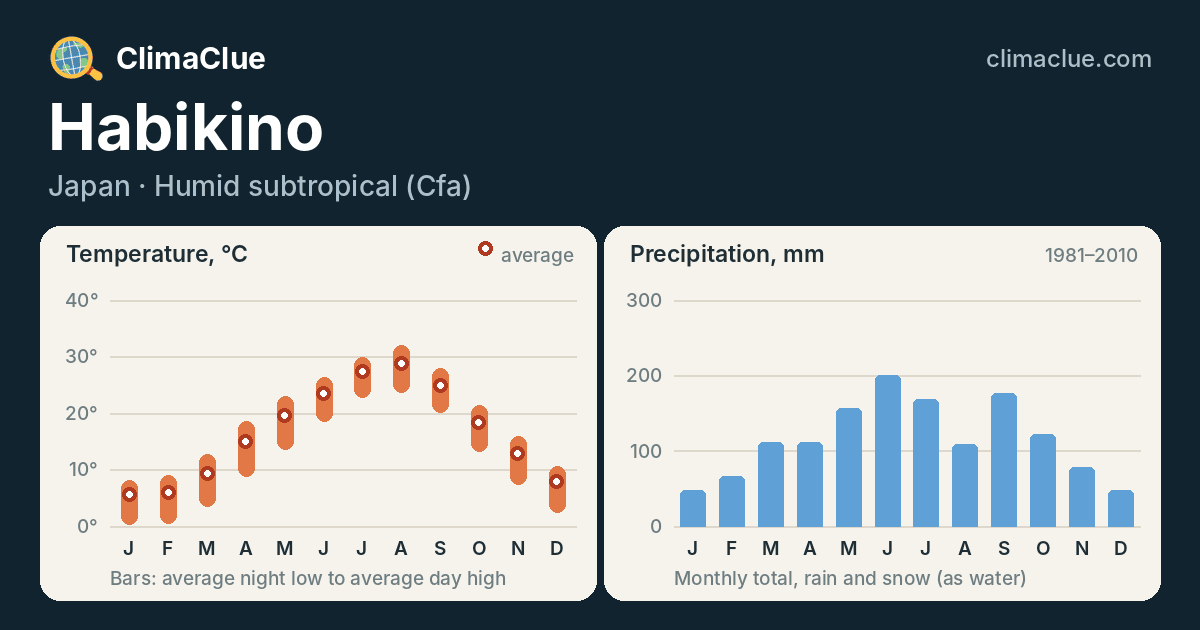 ClimaClue
climaclue.com
Habikino
Japan · Humid subtropical (Cfa)
Temperature, °C
average
40°
30°
20°
10°
0°
J F M A M J J A S O N D
Bars: average night low to average day high
Precipitation, mm
1981–2010
300
200
100
0
J F M A M J J A S O N D
Monthly total, rain and snow (as water)